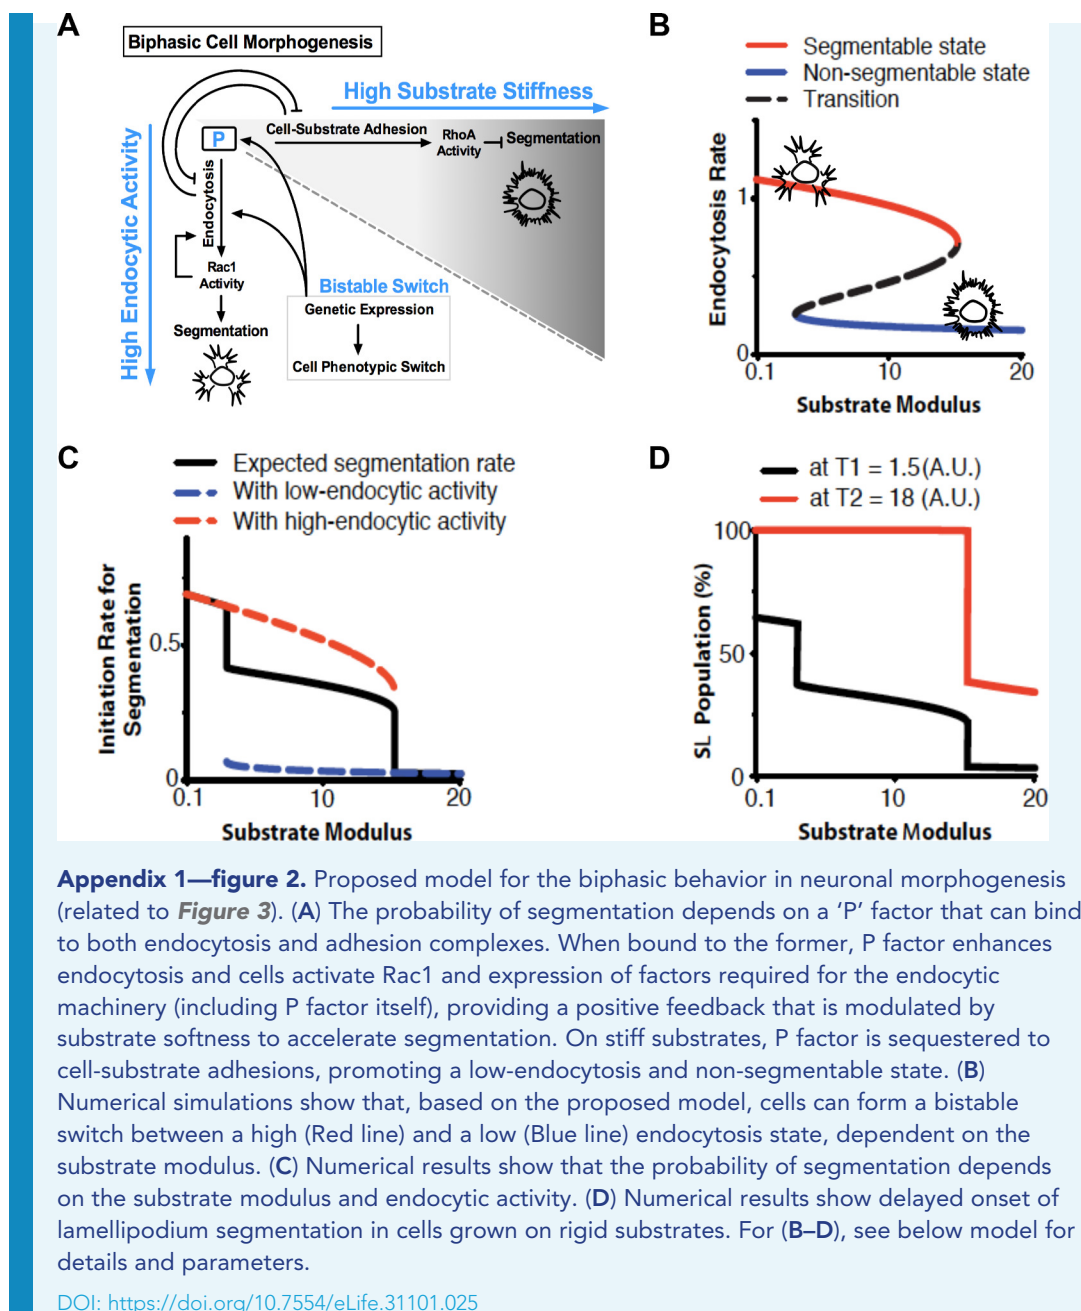 A
Biphasic Cell Morphogenesis
High Substrate Stiffness
High Endocytic Activity
P
Cell-Substrate Adhesion
RhoA
Activity
Segmentation
Endocytosis
Rac1
Activity
Segmentation
Bistable Switch
Genetic Expression
Cell Phenotypic Switch
B
Segmentable state
Non-segmentable state
Transition
Endocytosis Rate
1
0
0.1
10
20
Substrate Modulus
C
Expected segmentation rate
With low-endocytic activity
With high-endocytic activity
Initiation Rate for
Segmentation
0.5
0
0.1
10
20
Substrate Modulus
D
at T1 = 1.5(A.U.)
at T2 = 18 (A.U.)
SL Population (%)
100
50
0
0.1
10
20
Substrate Modulus
Appendix 1—figure 2. Proposed model for the biphasic behavior in neuronal morphogenesis
(related to Figure 3). (A) The probability of segmentation depends on a ‘P’ factor that can bind
to both endocytosis and adhesion complexes. When bound to the former, P factor enhances
endocytosis and cells activate Rac1 and expression of factors required for the endocytic
machinery (including P factor itself), providing a positive feedback that is modulated by
substrate softness to accelerate segmentation. On stiff substrates, P factor is sequestered to
cell-substrate adhesions, promoting a low-endocytosis and non-segmentable state. (B)
Numerical simulations show that, based on the proposed model, cells can form a bistable
switch between a high (Red line) and a low (Blue line) endocytosis state, dependent on the
substrate modulus. (C) Numerical results show that the probability of segmentation depends
on the substrate modulus and endocytic activity. (D) Numerical results show delayed onset of
lamellipodium segmentation in cells grown on rigid substrates. For (B–D), see below model for
details and parameters.
DOI: https://doi.org/10.7554/eLife.31101.025